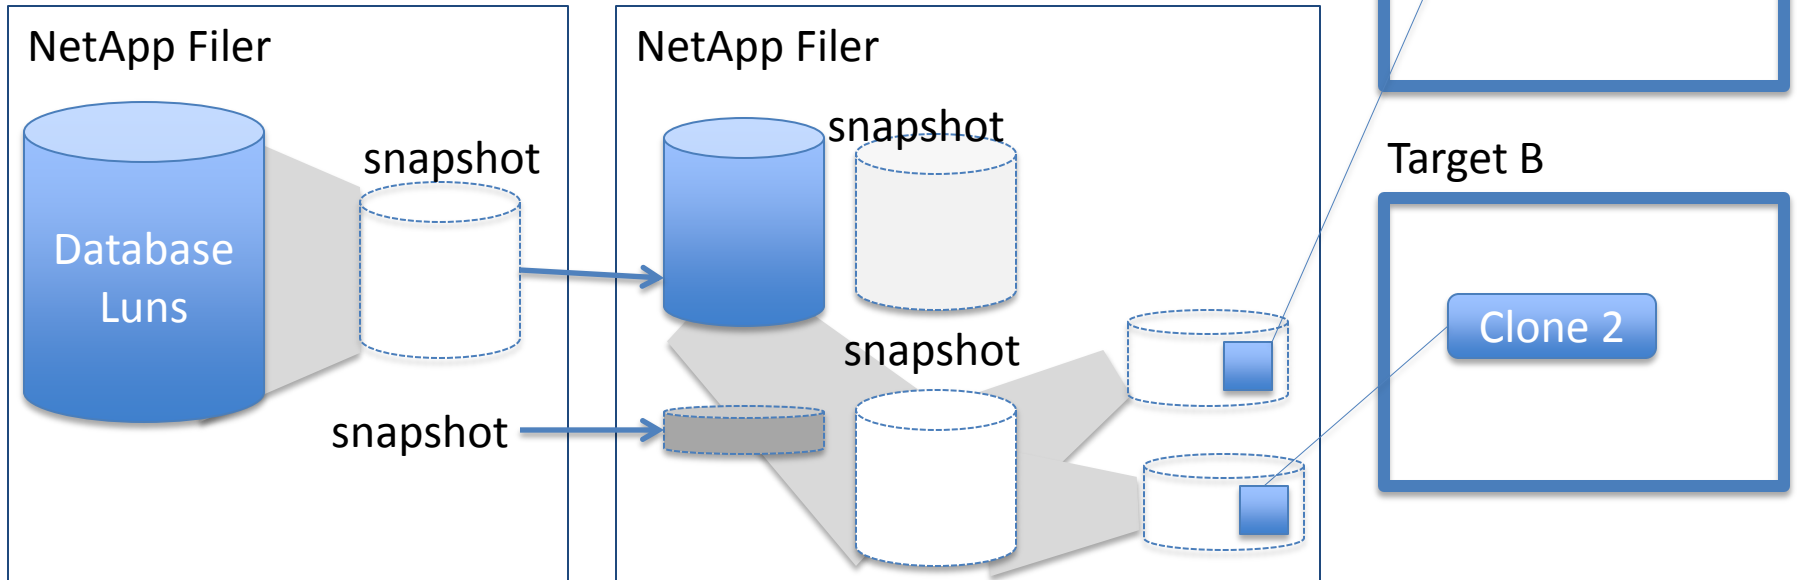 NetApp Filer
snapshot
Database
Luns
snapshot
NetApp Filer
snapshot
snapshot
Target B
Clone 2